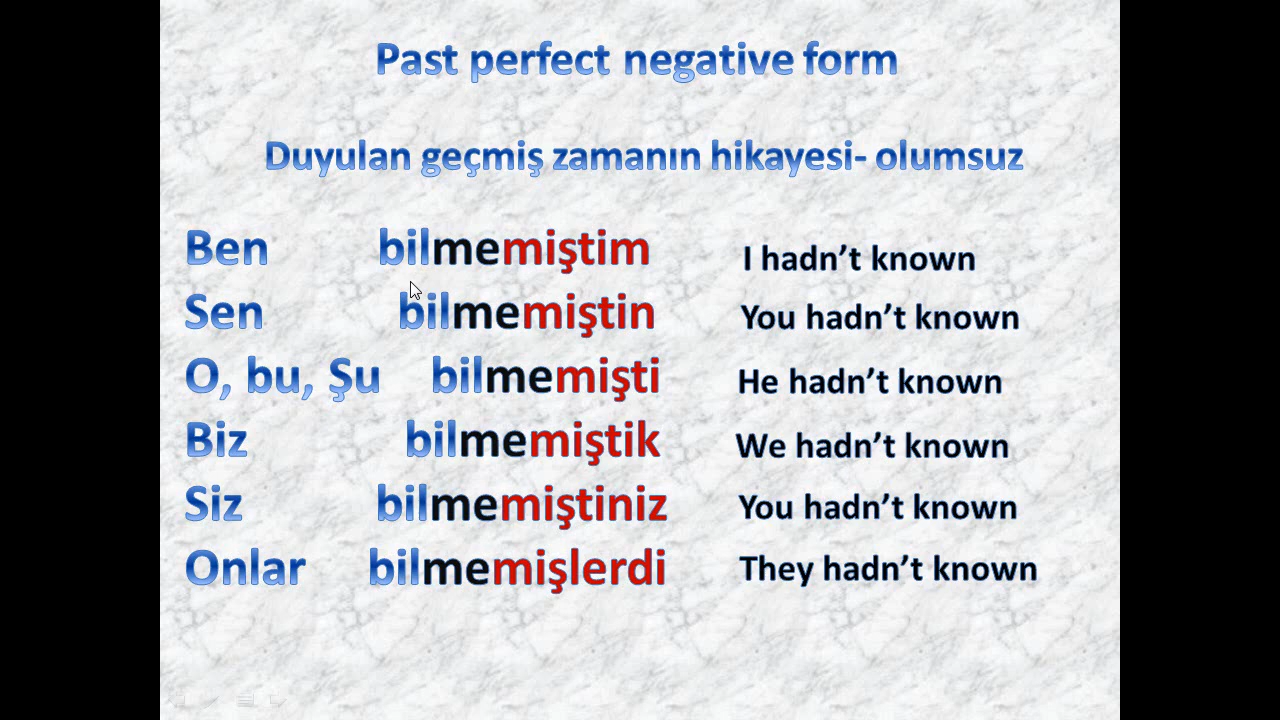 Past perfect negative form
Duyulan geçmiş zamanın hikayesi- olumsuz
Ben bilmemiştim I hadn’t known
Sen bilmemiştin You hadn’t known
O, bu, Şu bilmemişti He hadn’t known
Biz bilmemiştik We hadn’t known
Siz bilmemiştiniz You hadn’t known
Onlar bilmemişlerdi They hadn’t known